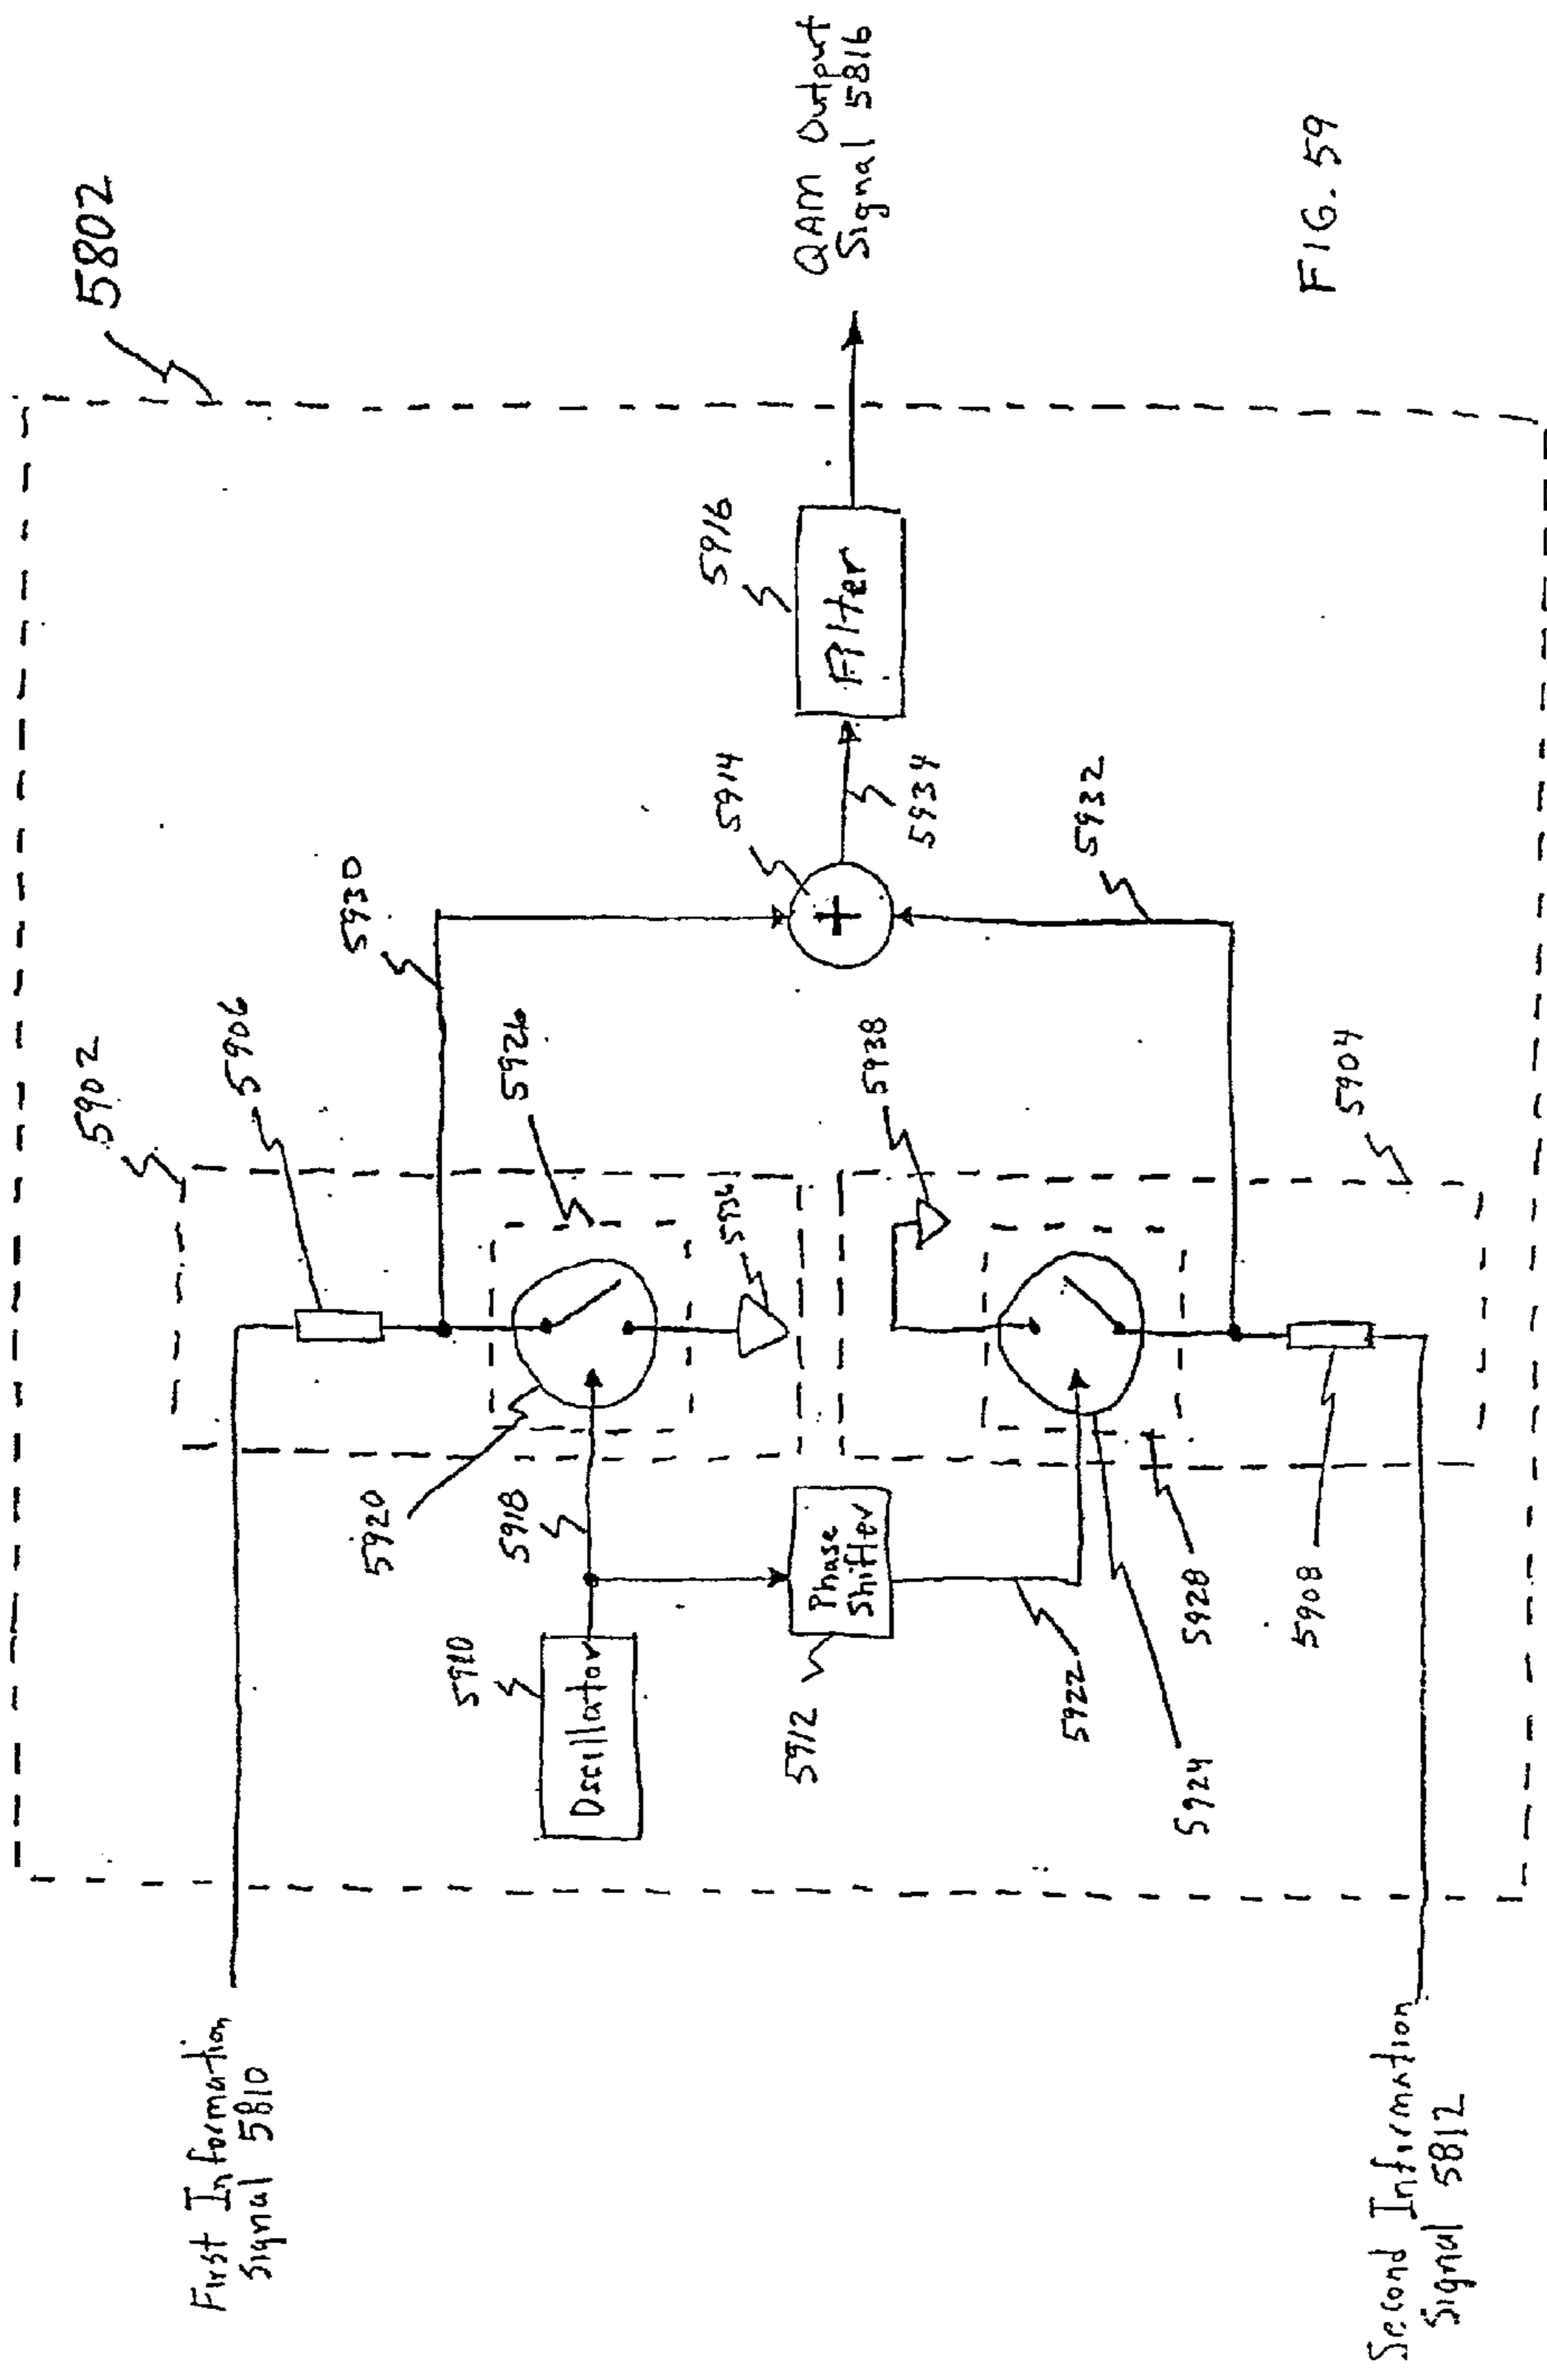 5802
5902
5906
First Information
Signal 5810
5930
5926
5920
5918
5910
Oscillator
5936
5914
5916
Filter
QAM Output
Signal 5816
5912
Phase
Shifter
5938
5934
5922
5932
5924
5928
5908
5904
Second Information
Signal 5812
FIG. 59